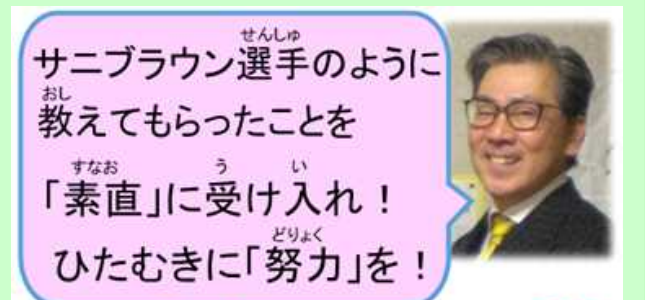 サニブラウン選手のように
教えてもらったことを
「素直」に受け入れ！
ひたむきに「努力」を！